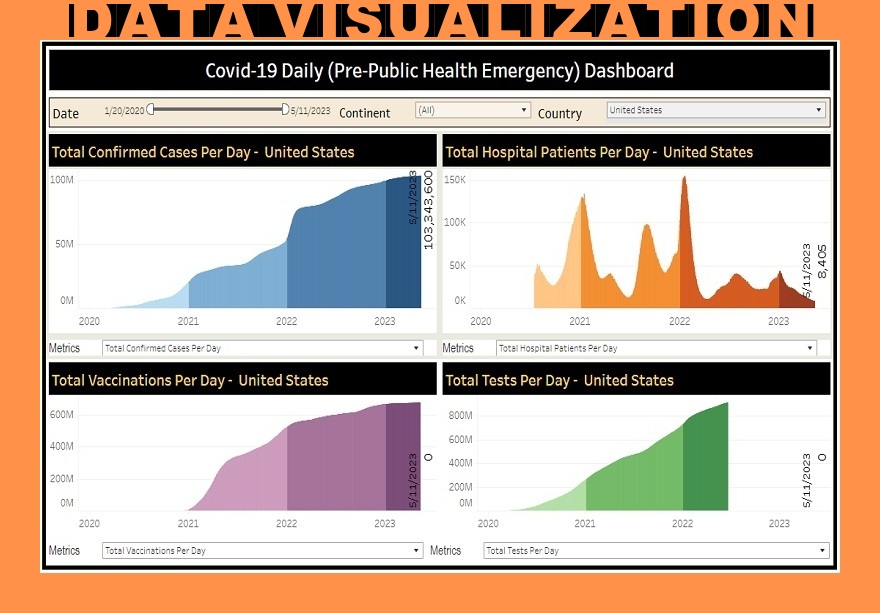 DATA VISUALIZATION
Covid-19 Daily (Pre-Public Health Emergency) Dashboard
Date 1/20/2020 5/11/2023 Continent (All) Country United States
Total Confirmed Cases Per Day - United States
100M
50M
0M
2020 2021 2022 2023
5/11/2023
103,343,600
Metrics Total Confirmed Cases Per Day
Total Hospital Patients Per Day - United States
150K
100K
50K
0K
2020 2021 2022 2023
5/11/2023
8,405
Metrics Total Hospital Patients Per Day
Total Vaccinations Per Day - United States
600M
400M
200M
0M
2020 2021 2022 2023
5/11/2023
0
Metrics Total Vaccinations Per Day
Total Tests Per Day - United States
800M
600M
400M
200M
0M
2020 2021 2022 2023
5/11/2023
0
Metrics Total Tests Per Day